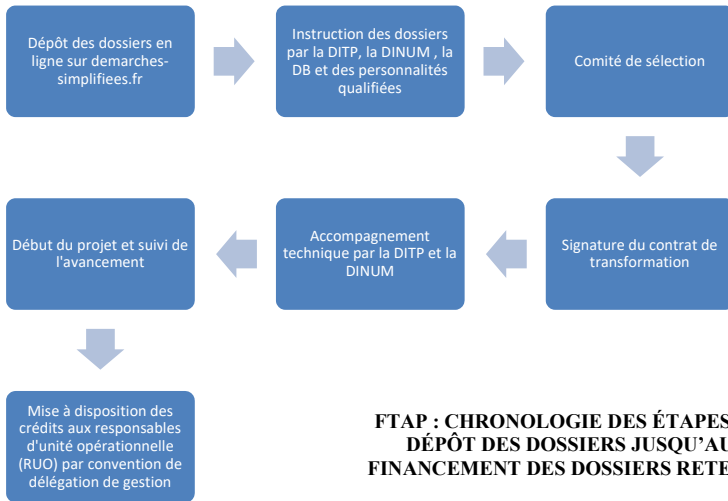 Dépôt des dossiers en
ligne sur demarches-
simplifiees.fr
Instruction des dossiers
par la DITP, la DINUM , la
DB et des personnalités
qualifiées
Comité de sélection
Signature du contrat de
transformation
Accompagnement
technique par la DITP et la
DINUM
Début du projet et suivi de
l'avancement
Mise à disposition des
crédits aux responsables
d'unité opérationnelle
(RUO) par convention de
délégation de gestion
FTAP : CHRONOLOGIE DES ÉTAPES
DÉPÔT DES DOSSIERS JUSQU’AU
FINANCEMENT DES DOSSIERS RETE